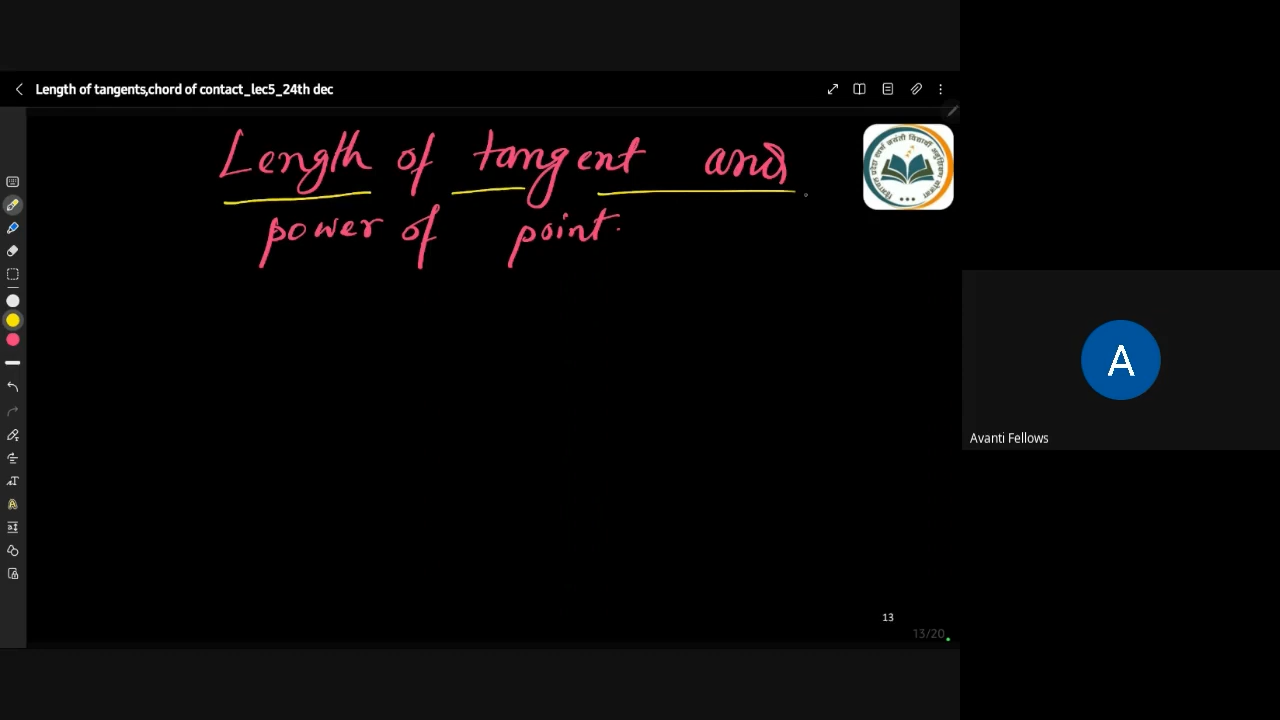 Length of tangents,chord of contact_lec5_24th dec
Length of tangent and
power of point.
A
Avanti Fellows
13
13/20